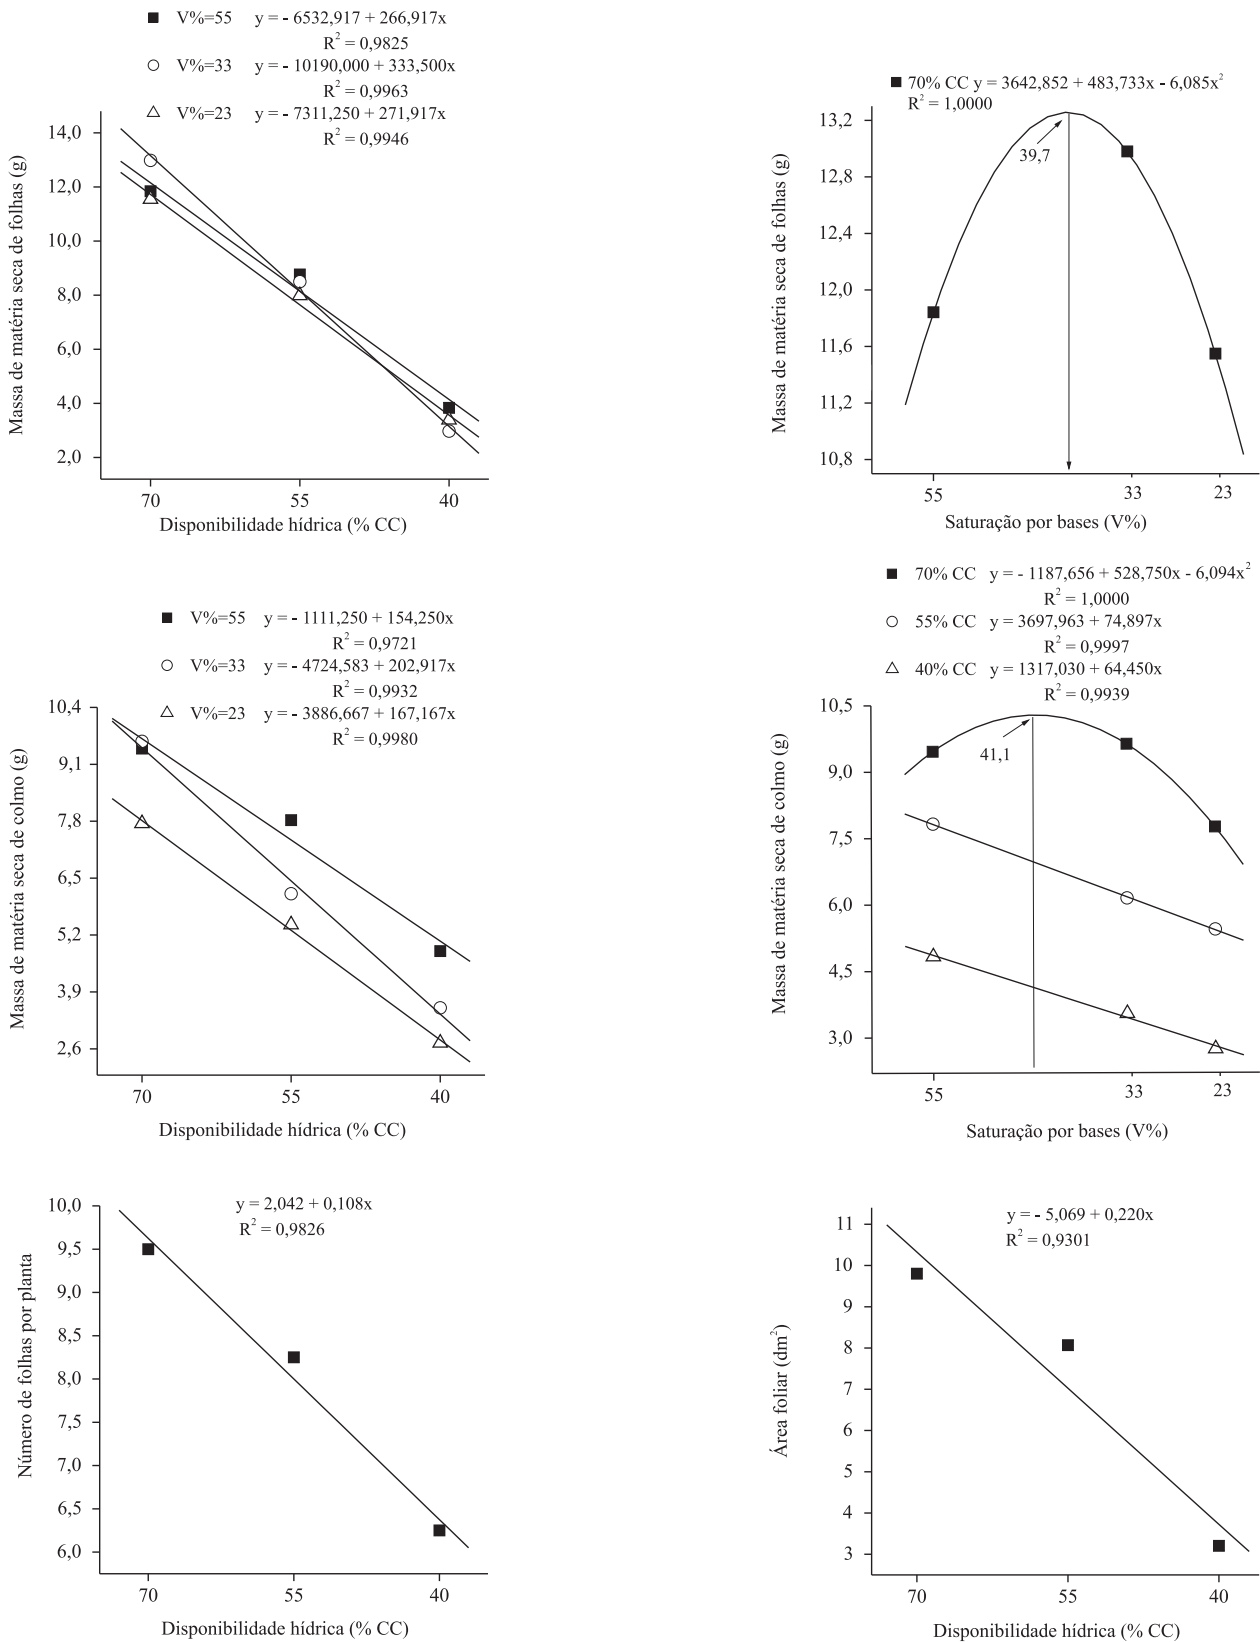 V%=55 y = - 6532,917 + 266,917x
R² = 0,9825
V%=33 y = - 10190,000 + 333,500x
R² = 0,9963
V%=23 y = - 7311,250 + 271,917x
R² = 0,9946
Massa de matéria seca de folhas (g)
14,0
12,0
10,0
8,0
6,0
4,0
2,0
70 55 40
Disponibilidade hídrica (% CC)
70% CC y = 3642,852 + 483,733x - 6,085x²
R² = 1,0000
Massa de matéria seca de folhas (g)
13,2
12,8
12,4
12,0
11,6
11,2
10,8
39,7
55 33 23
Saturação por bases (V%)
V%=55 y = - 1111,250 + 154,250x
R² = 0,9721
V%=33 y = - 4724,583 + 202,917x
R² = 0,9932
V%=23 y = - 3886,667 + 167,167x
R² = 0,9980
Massa de matéria seca de colmo (g)
10,4
9,1
7,8
6,5
5,2
3,9
2,6
70 55 40
Disponibilidade hídrica (% CC)
70% CC y = - 1187,656 + 528,750x - 6,094x²
R² = 1,0000
55% CC y = 3697,963 + 74,897x
R² = 0,9997
40% CC y = 1317,030 + 64,450x
R² = 0,9939
Massa de matéria seca de colmo (g)
10,5
9,0
7,5
6,0
4,5
3,0
41,1
55 33 23
Saturação por bases (V%)
y = 2,042 + 0,108x
R² = 0,9826
Número de folhas por planta
10,0
9,5
9,0
8,5
8,0
7,5
7,0
6,5
6,0
70 55 40
Disponibilidade hídrica (% CC)
y = - 5,069 + 0,220x
R² = 0,9301
Área foliar (dm²)
11
10
9
8
7
6
5
4
3
70 55 40
Disponibilidade hídrica (% CC)